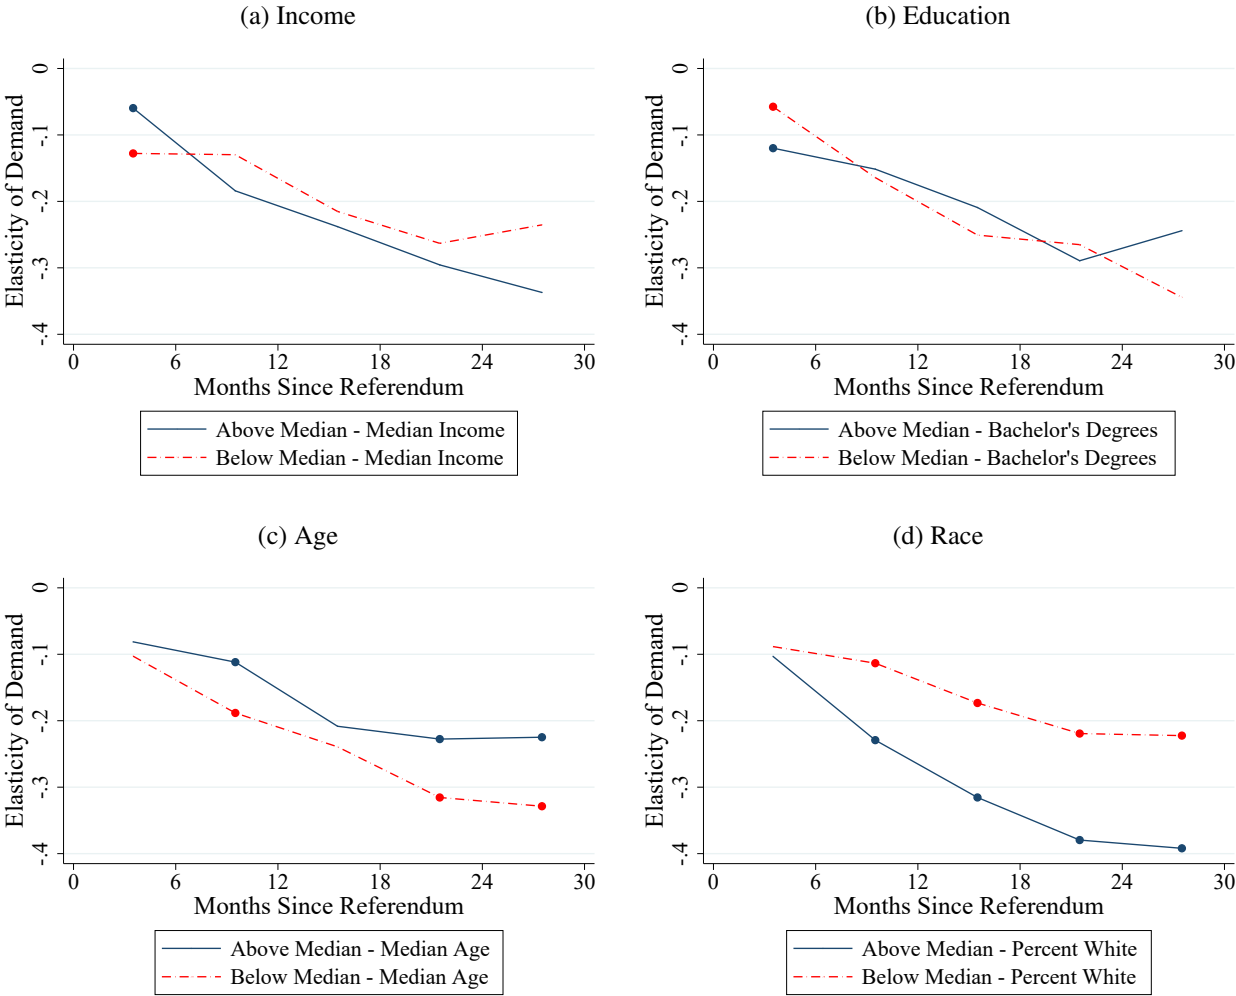 (a) Income
Elasticity of Demand
0
-.1
-.2
-.3
-.4
0 6 12 18 24 30
Months Since Referendum
Above Median - Median Income
Below Median - Median Income
(b) Education
Elasticity of Demand
0
-.1
-.2
-.3
-.4
0 6 12 18 24 30
Months Since Referendum
Above Median - Bachelor's Degrees
Below Median - Bachelor's Degrees
(c) Age
Elasticity of Demand
0
-.1
-.2
-.3
-.4
0 6 12 18 24 30
Months Since Referendum
Above Median - Median Age
Below Median - Median Age
(d) Race
Elasticity of Demand
0
-.1
-.2
-.3
-.4
0 6 12 18 24 30
Months Since Referendum
Above Median - Percent White
Below Median - Percent White